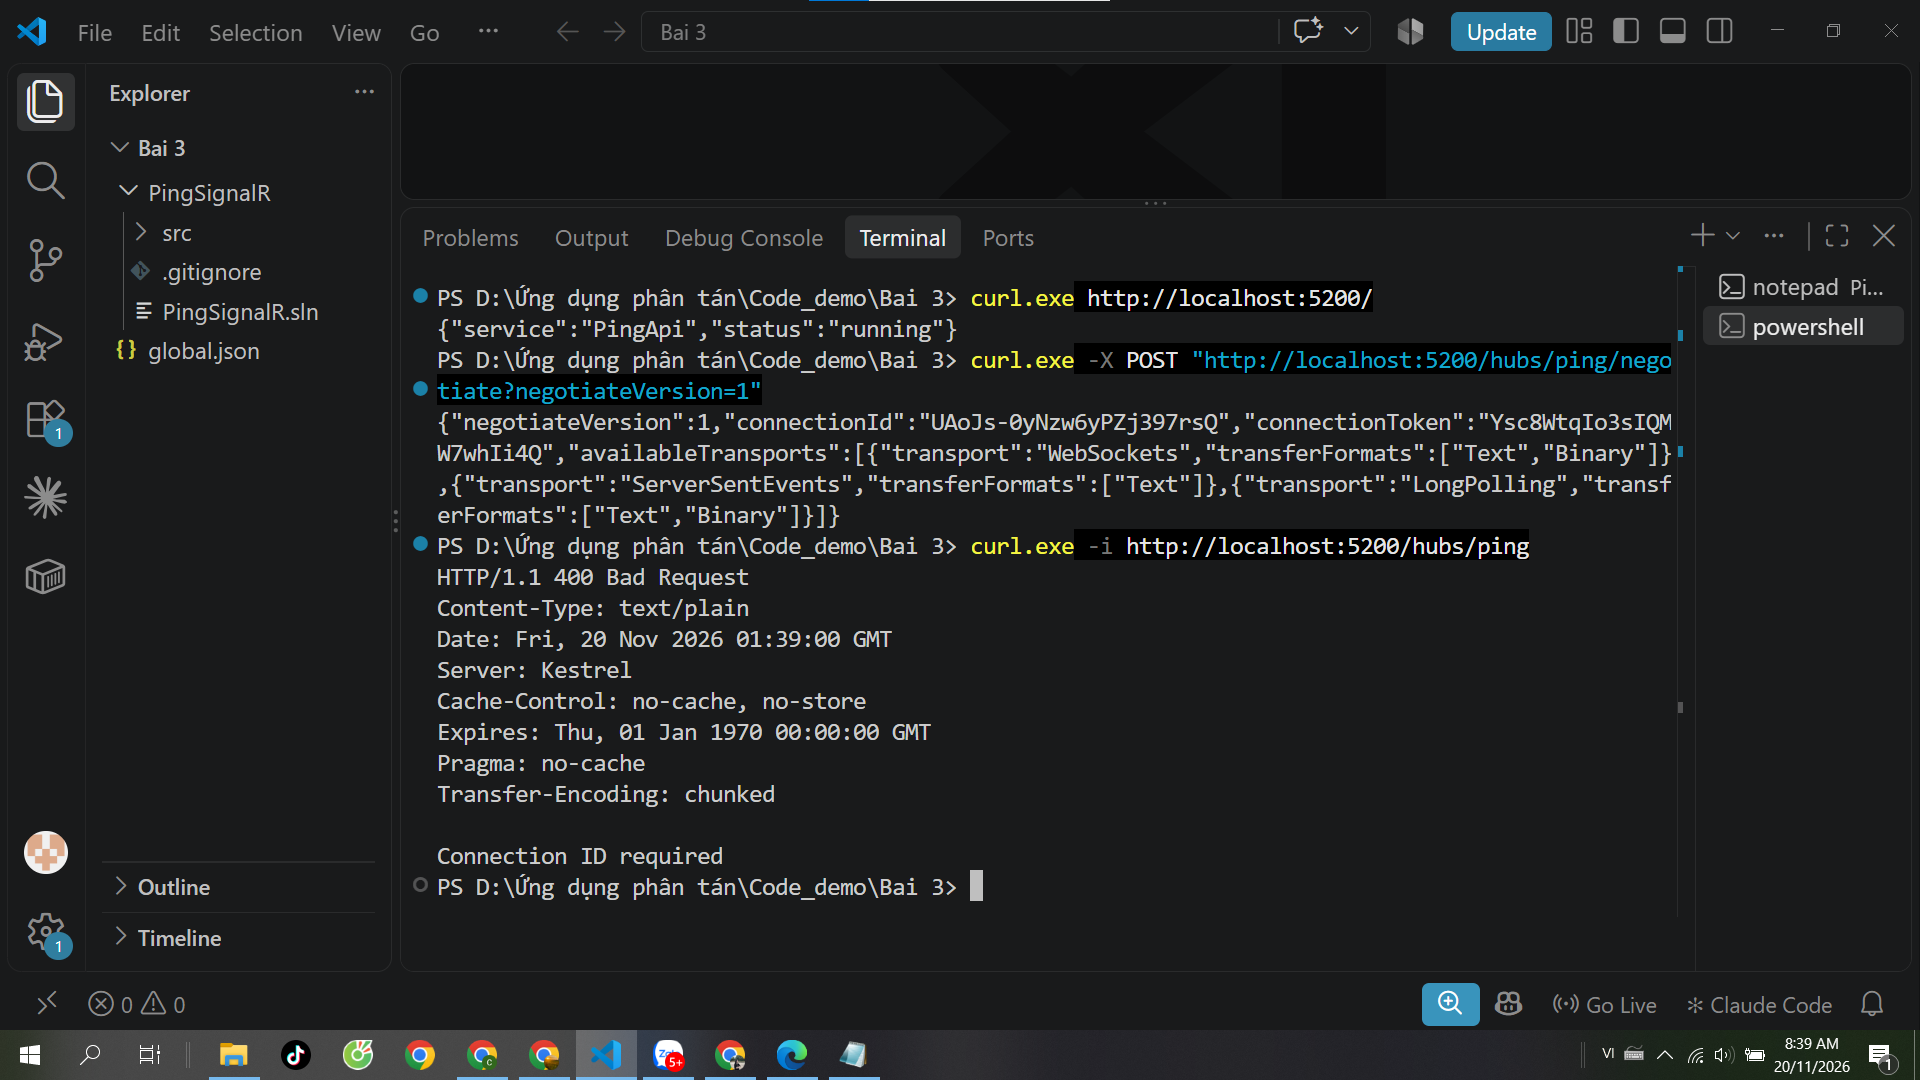 File Edit Selection View Go ··· Bai 3 Update
Explorer ···
Bai 3
PingSignalR
src
.gitignore
PingSignalR.sln
{} global.json
Outline
Timeline
1
1
Problems Output Debug Console Terminal Ports
notepad Pi...
powershell
PS D:\Ứng dụng phân tán\Code_demo\Bai 3> curl.exe http://localhost:5200/
{"service":"PingApi","status":"running"}
PS D:\Ứng dụng phân tán\Code_demo\Bai 3> curl.exe -X POST "http://localhost:5200/hubs/ping/nego
tiate?negotiateVersion=1"
{"negotiateVersion":1,"connectionId":"UAoJs-0yNzw6yPZj397rsQ","connectionToken":"Ysc8WtqIo3sIQM
W7whIi4Q","availableTransports":[{"transport":"WebSockets","transferFormats":["Text","Binary"]}
,{"transport":"ServerSentEvents","transferFormats":["Text"]},{"transport":"LongPolling","transf
erFormats":["Text","Binary"]}]}
PS D:\Ứng dụng phân tán\Code_demo\Bai 3> curl.exe -i http://localhost:5200/hubs/ping
HTTP/1.1 400 Bad Request
Content-Type: text/plain
Date: Fri, 20 Nov 2026 01:39:00 GMT
Server: Kestrel
Cache-Control: no-cache, no-store
Expires: Thu, 01 Jan 1970 00:00:00 GMT
Pragma: no-cache
Transfer-Encoding: chunked
Connection ID required
PS D:\Ứng dụng phân tán\Code_demo\Bai 3>
0 0 Go Live Claude Code
5+
VI
8:39 AM
20/11/2026
1